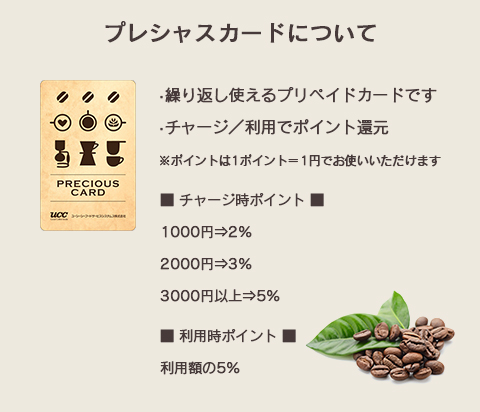 プレシャスカードについて
・繰り返し使えるプリペイドカードです
・チャージ／利用でポイント還元
※ポイントは1ポイント＝1円でお使いいただけます
PRECIOUS
CARD
ucc
■ チャージ時ポイント ■
1000円⇒2%
2000円⇒3%
3000円以上⇒5%
■ 利用時ポイント ■
利用額の5%